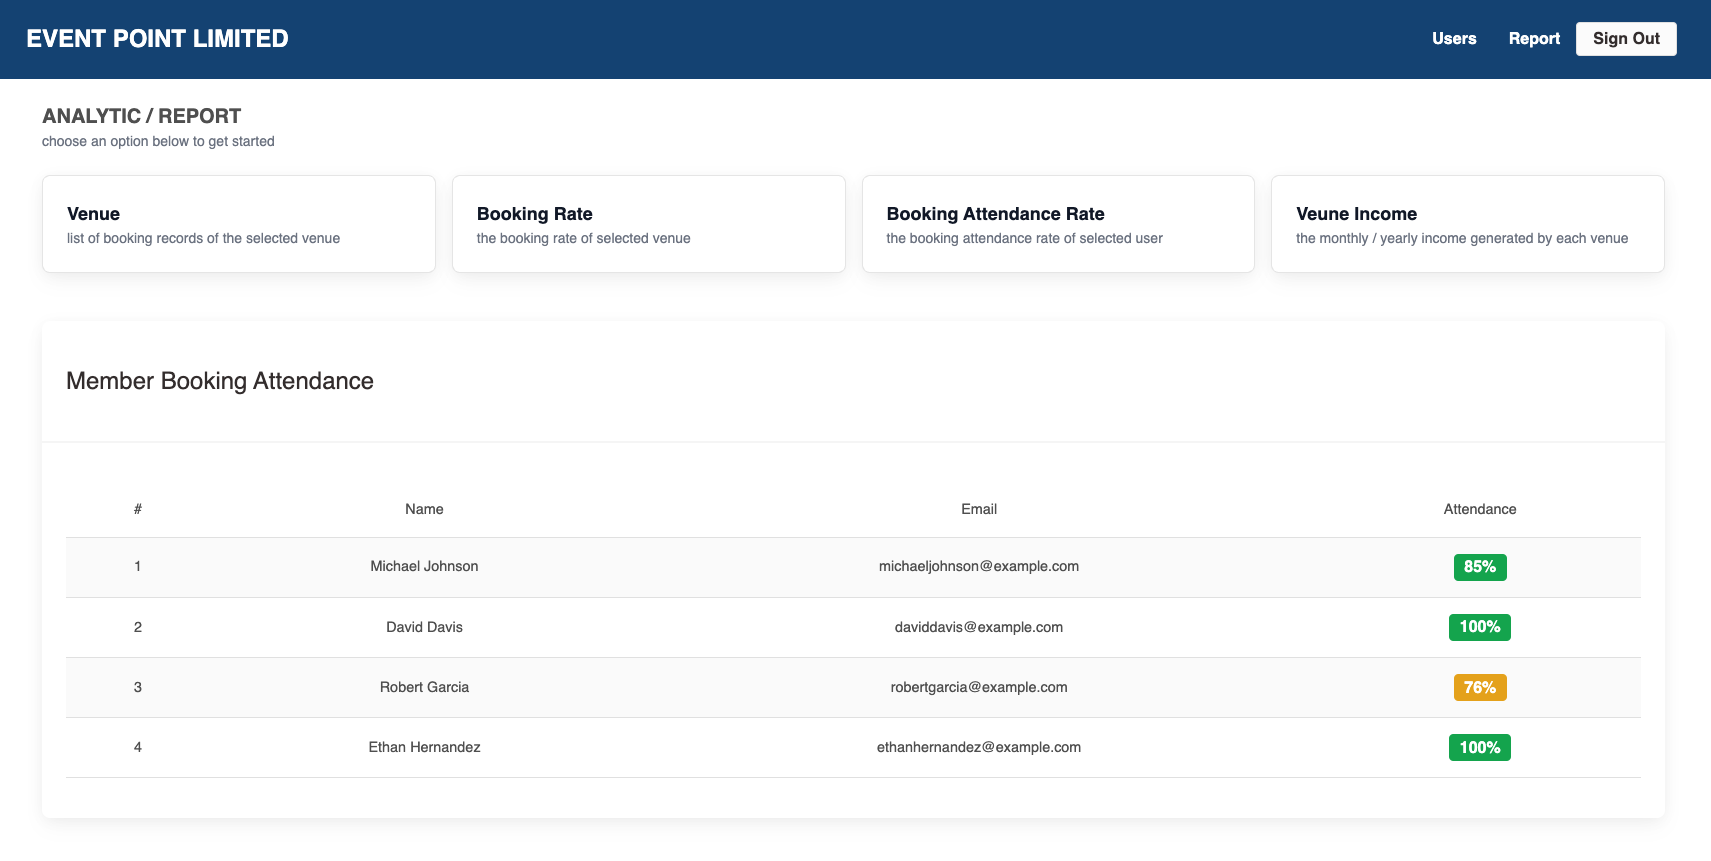 EVENT POINT LIMITED
Users Report Sign Out
ANALYTIC / REPORT
choose an option below to get started
Venue
list of booking records of the selected venue
Booking Rate
the booking rate of selected venue
Booking Attendance Rate
the booking attendance rate of selected user
Veune Income
the monthly / yearly income generated by each venue
Member Booking Attendance
# Name Email Attendance
1 Michael Johnson michaeljohnson@example.com 85%
2 David Davis daviddavis@example.com 100%
3 Robert Garcia robertgarcia@example.com 76%
4 Ethan Hernandez ethanhernandez@example.com 100%